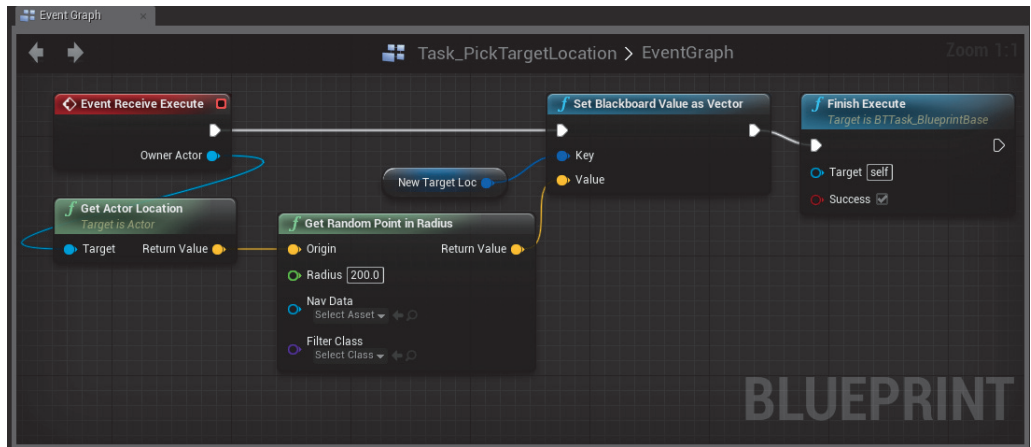 Event Graph
Task_PickTargetLocation > EventGraph
Zoom 1:1
Event Receive Execute
Owner Actor
Get Actor Location
Target is Actor
Target
Return Value
New Target Loc
Get Random Point in Radius
Origin
Return Value
Radius 200.0
Nav Data
Select Asset
Filter Class
Select Class
Set Blackboard Value as Vector
Key
Value
Finish Execute
Target is BTTask_BlueprintBase
Target self
Success
BLUEPRINT